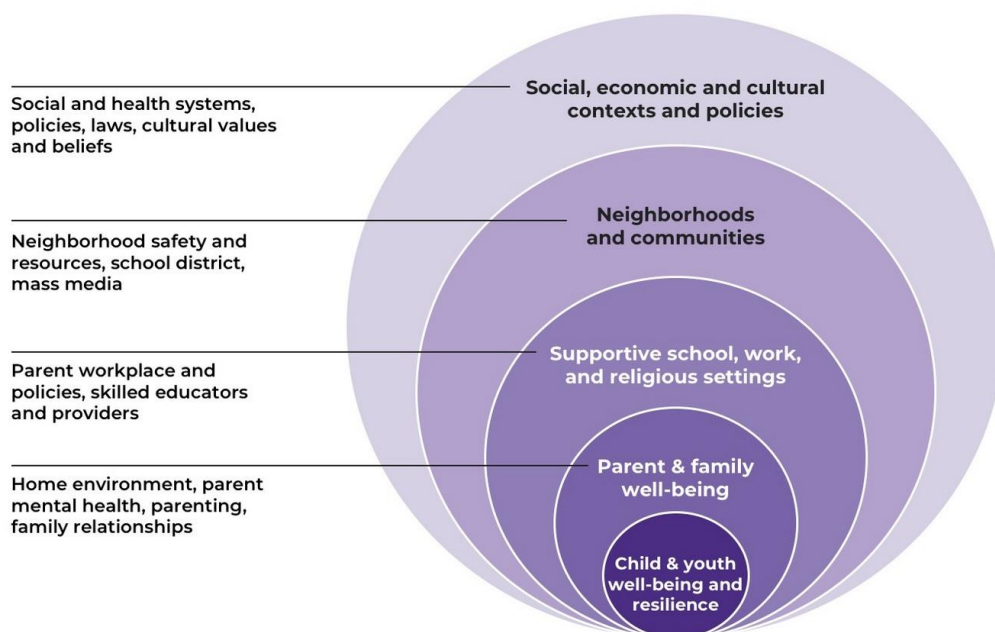 Social, economic and cultural
contexts and policies
Social and health systems,
policies, laws, cultural values
and beliefs
Neighborhoods
and communities
Neighborhood safety and
resources, school district,
mass media
Supportive school, work,
and religious settings
Parent workplace and
policies, skilled educators
and providers
Parent & family
well-being
Home environment, parent
mental health, parenting,
family relationships
Child & youth
well-being and
resilience